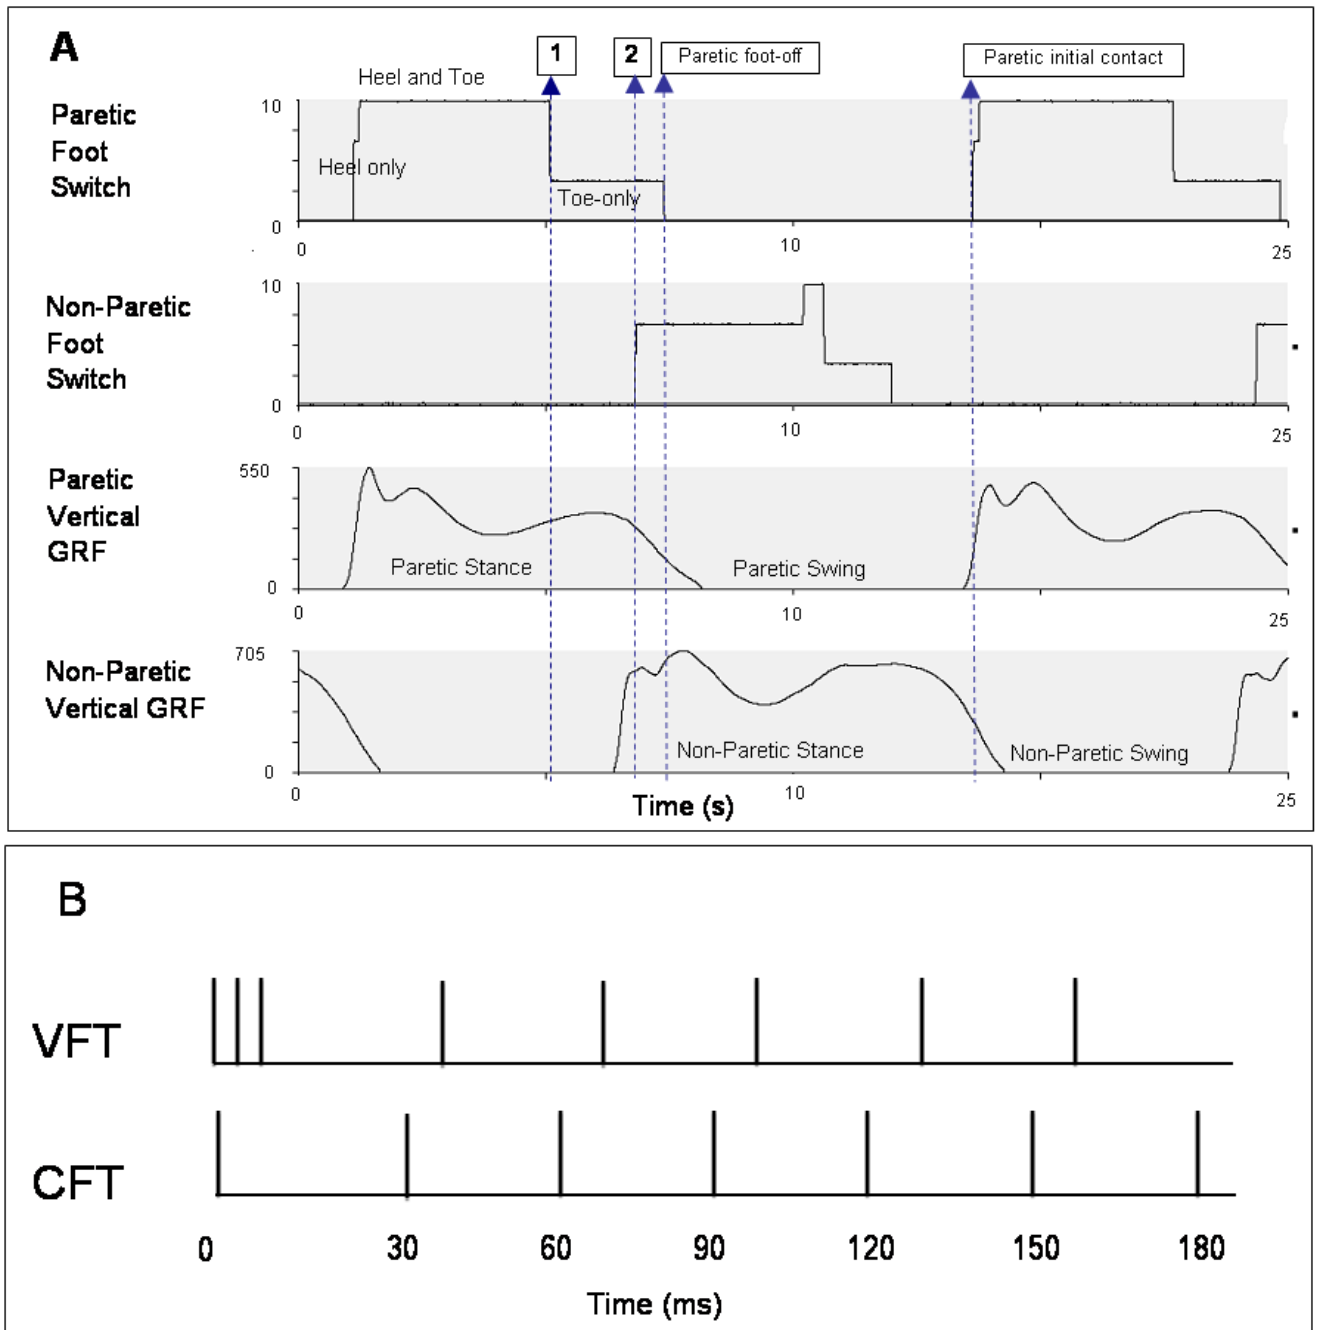 A
1
2
Paretic foot-off
Paretic initial contact
Heel and Toe
Paretic
Foot
Switch
10
Heel only
Toe-only
0
0
10
25
Non-Paretic
Foot
Switch
10
0
0
10
25
Paretic
Vertical
GRF
550
Paretic Stance
Paretic Swing
0
0
10
25
Non-Paretic
Vertical GRF
705
Non-Paretic Stance
Non-Paretic Swing
0
0
10
25
Time (s)
B
VFT
CFT
0 30 60 90 120 150 180
Time (ms)